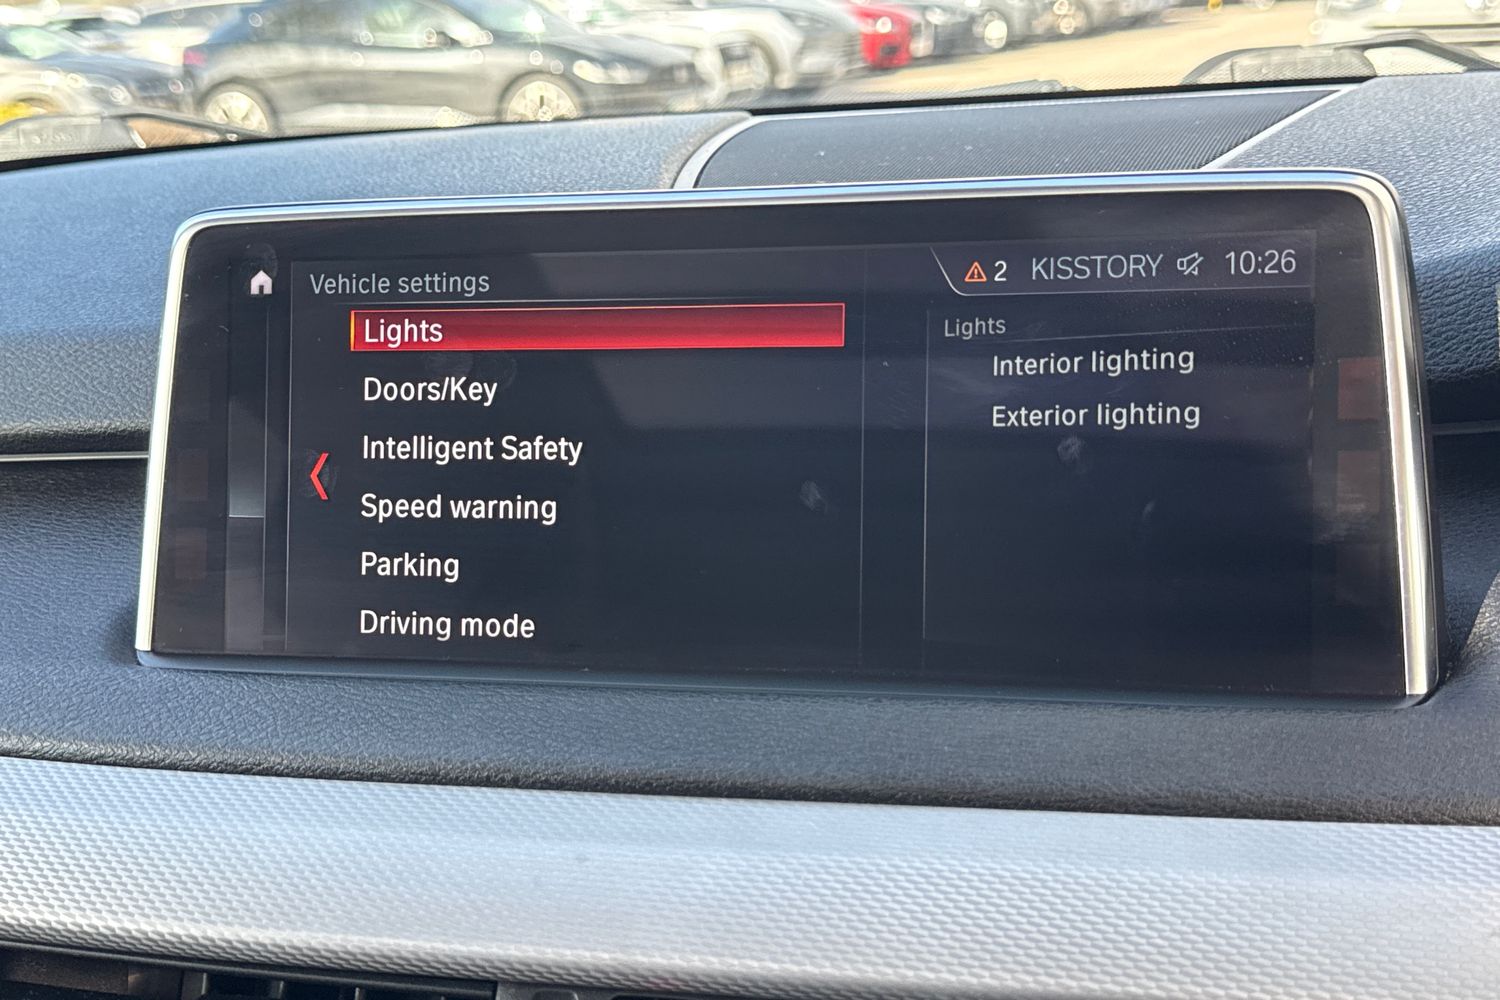 Vehicle settings
2 KISSTORY 10:26
Lights
Doors/Key
Intelligent Safety
Speed warning
Parking
Driving mode
Lights
Interior lighting
Exterior lighting